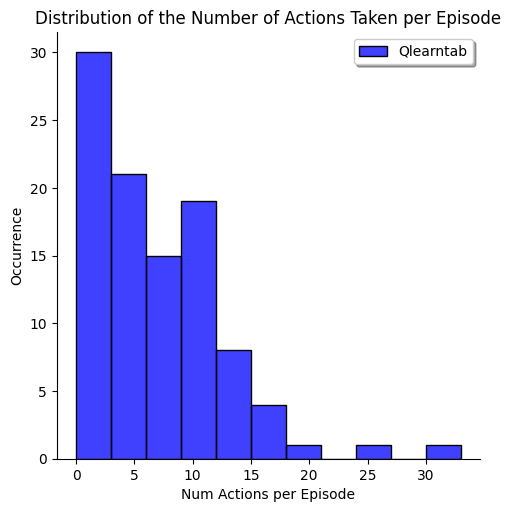 Distribution of the Number of Actions Taken per Episode
Qlearntab
30
25
20
15
10
5
0
Occurrence
0 5 10 15 20 25 30
Num Actions per Episode